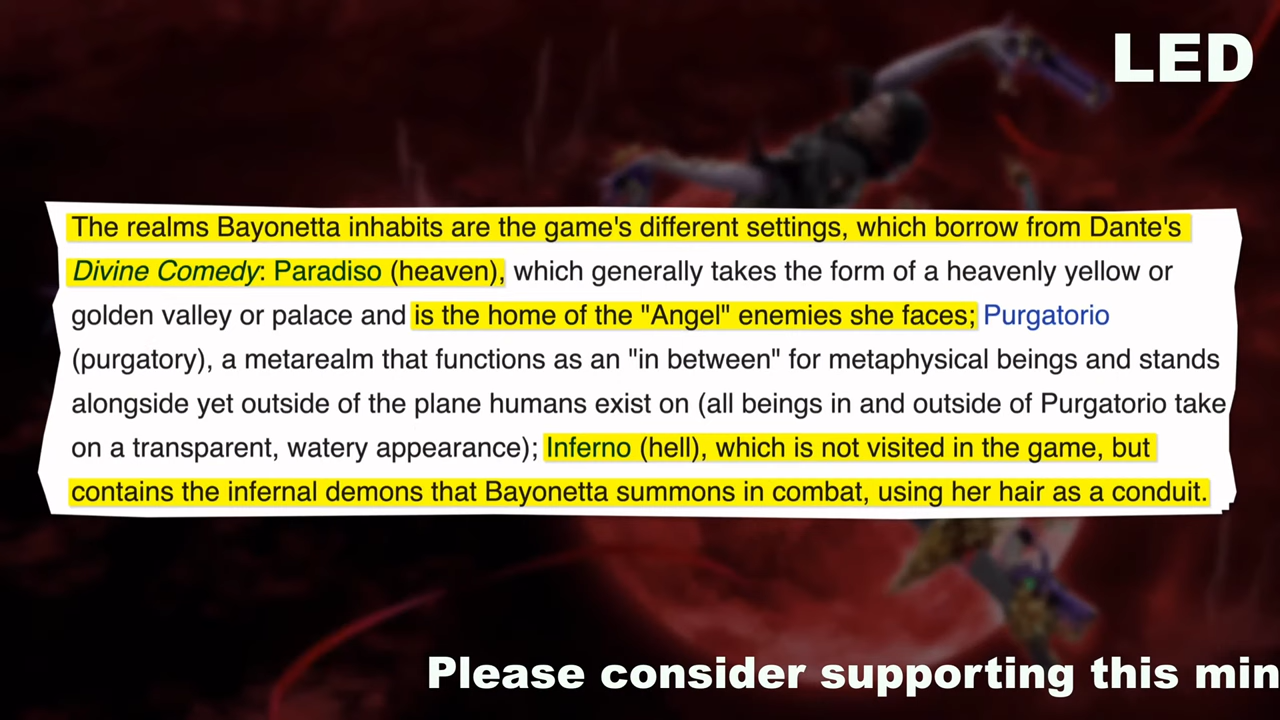 LED
The realms Bayonetta inhabits are the game's different settings, which borrow from Dante's
Divine Comedy: Paradiso (heaven), which generally takes the form of a heavenly yellow or
golden valley or palace and is the home of the "Angel" enemies she faces; Purgatorio
(purgatory), a metarealm that functions as an "in between" for metaphysical beings and stands
alongside yet outside of the plane humans exist on (all beings in and outside of Purgatorio take
on a transparent, watery appearance); Inferno (hell), which is not visited in the game, but
contains the infernal demons that Bayonetta summons in combat, using her hair as a conduit.
Please consider supporting this min